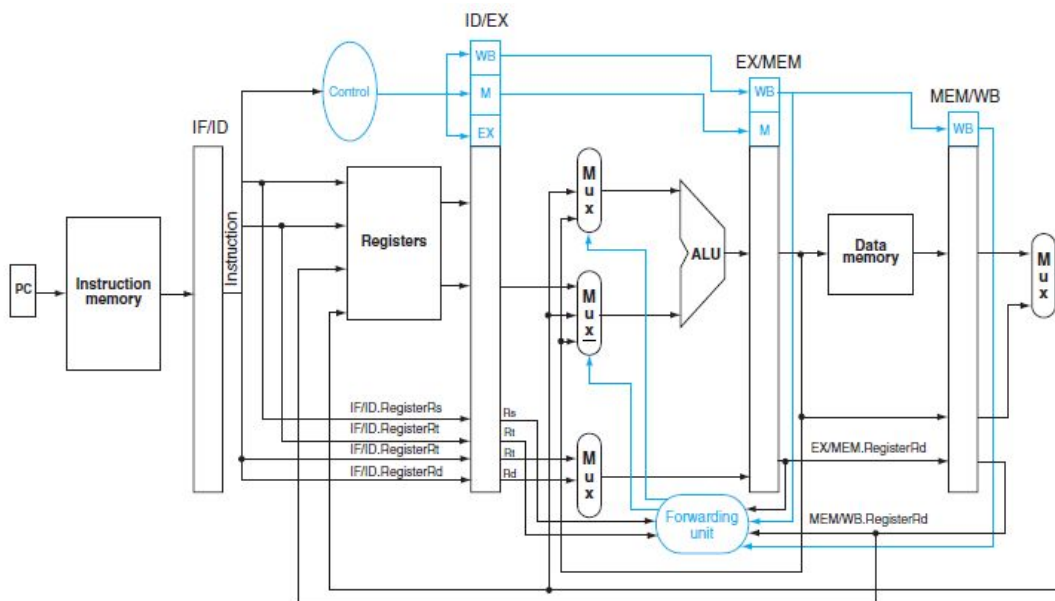 ID/EX
EX/MEM
MEM/WB
IF/ID
WB
WB
WB
Control
M
M
EX
Instruction
PC
Instruction
memory
Registers
M
u
x
M
u
x
ALU
Data
memory
M
u
x
IF/ID.RegisterRs
Rs
IF/ID.RegisterRt
Rt
IF/ID.RegisterRt
Rt
IF/ID.RegisterRd
Rd
M
u
x
EX/MEM.RegisterRd
Forwarding
unit
MEM/WB.RegisterRd